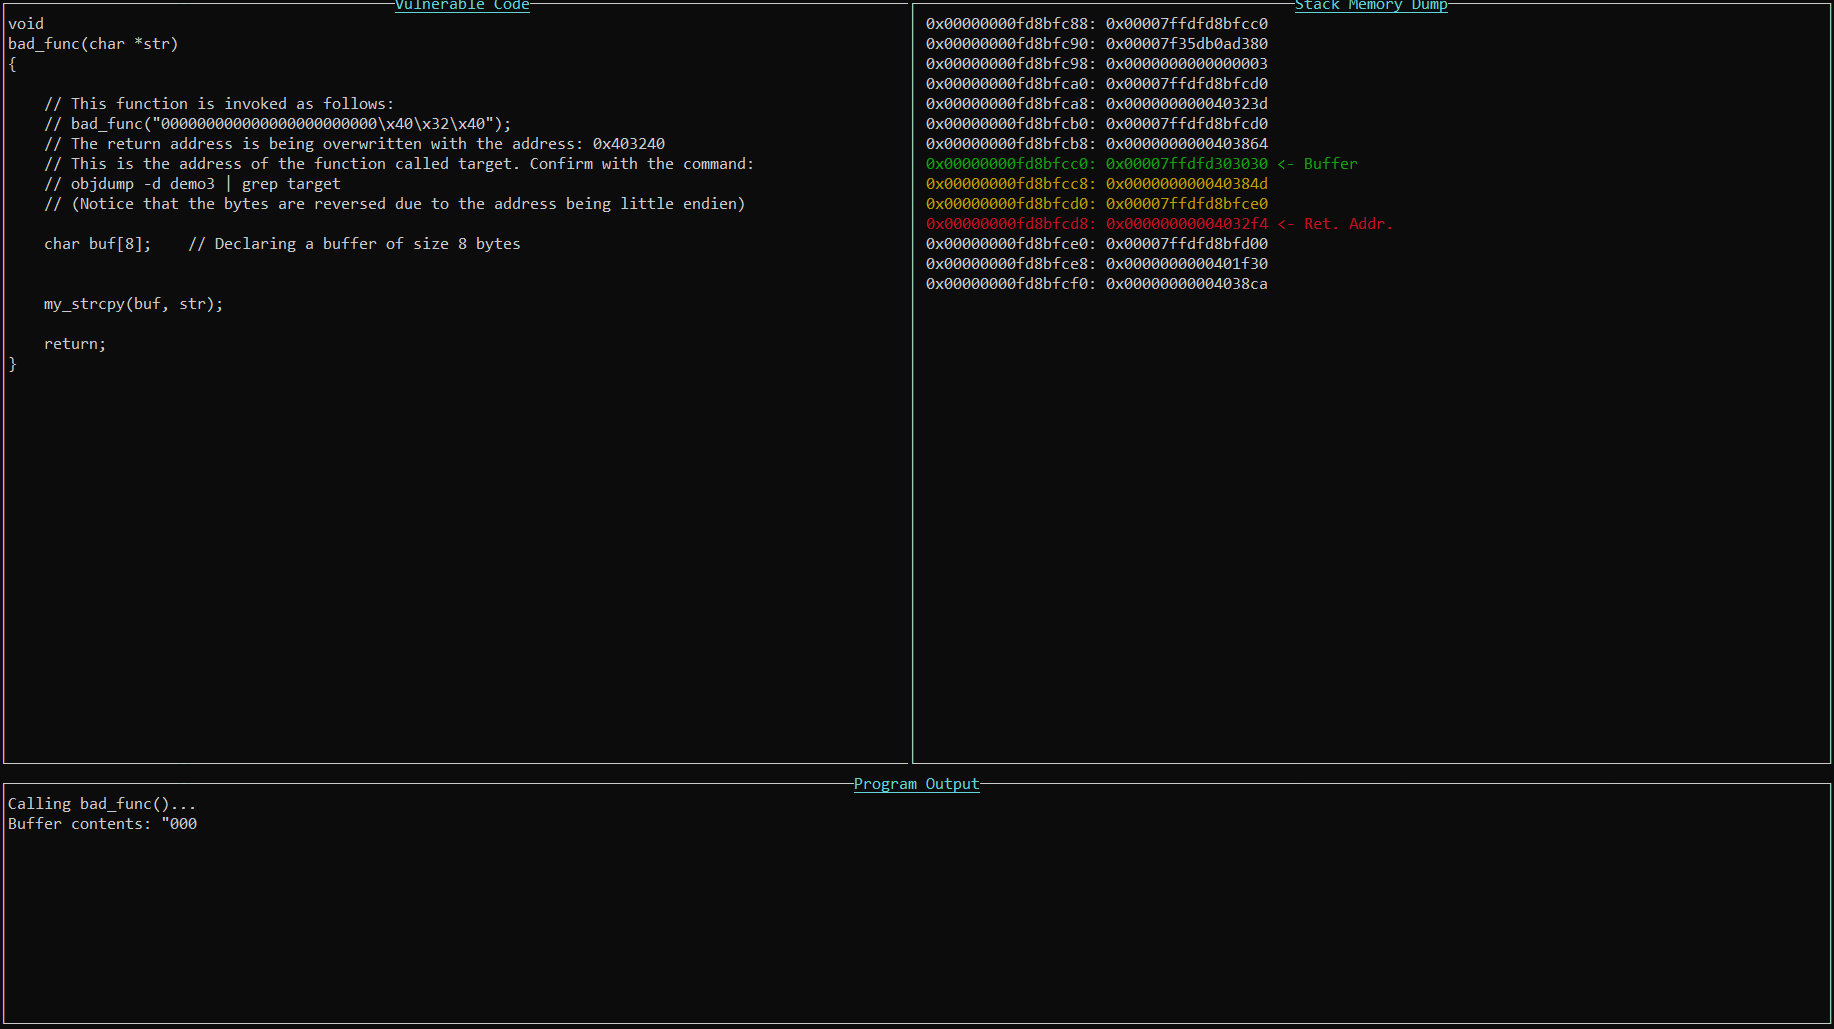 Vulnerable Code
void
bad_func(char *str)
{
    // This function is invoked as follows:
    // bad_func("000000000000000000000000\x40\x32\x40");
    // The return address is being overwritten with the address: 0x403240
    // This is the address of the function called target. Confirm with the command:
    // objdump -d demo3 | grep target
    // (Notice that the bytes are reversed due to the address being little endien)
    char buf[8];    // Declaring a buffer of size 8 bytes
    my_strcpy(buf, str);
    return;
}
Stack Memory Dump
0x00000000fd8bfc88: 0x00007ffdfd8bfcc0
0x00000000fd8bfc90: 0x00007f35db0ad380
0x00000000fd8bfc98: 0x0000000000000003
0x00000000fd8bfca0: 0x00007ffdfd8bfcd0
0x00000000fd8bfca8: 0x000000000040323d
0x00000000fd8bfcb0: 0x00007ffdfd8bfcd0
0x00000000fd8bfcb8: 0x0000000000403864
0x00000000fd8bfcc0: 0x00007ffdfd303030 <- Buffer
0x00000000fd8bfcc8: 0x000000000040384d
0x00000000fd8bfcd0: 0x00007ffdfd8bfce0
0x00000000fd8bfcd8: 0x00000000004032f4 <- Ret. Addr.
0x00000000fd8bfce0: 0x00007ffdfd8bfd00
0x00000000fd8bfce8: 0x0000000000401f30
0x00000000fd8bfcf0: 0x00000000004038ca
Program Output
Calling bad_func()...
Buffer contents: "000